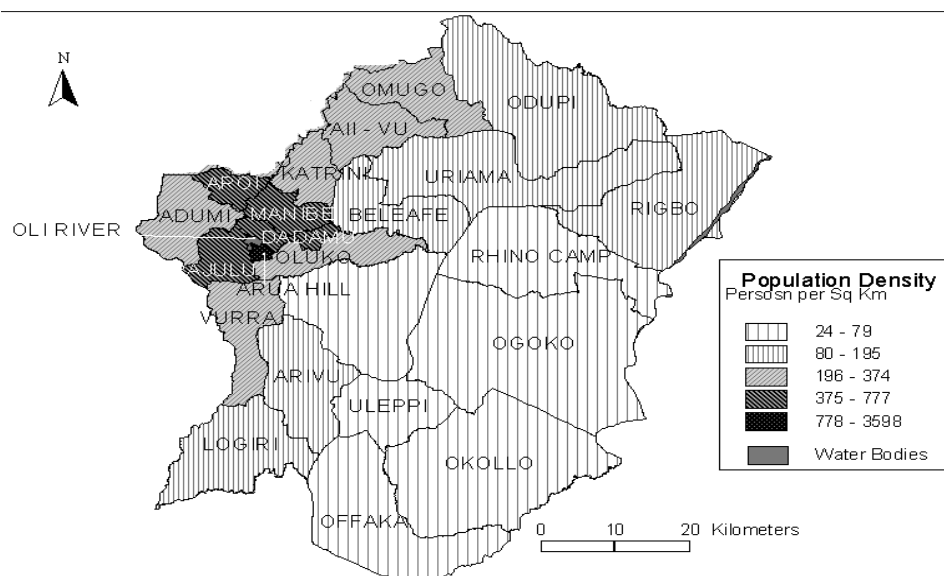 N
OMUGO
ODUPI
AII - VU
KATRINI
APOI
URIAMA
ADUMI
MANIBE
BELEAFE
RIGBO
OLI RIVER
DADAMU
OLUKO
RHINO CAMP
AJULU
ARUA HILL
VURRA
OGOKO
ARIVU
ULEPPI
LOGIRI
OKOLLO
OFFAKA
Population Density
Persosn per Sq Km
24 - 79
80 - 195
196 - 374
375 - 777
778 - 3598
Water Bodies
0 10 20 Kilometers